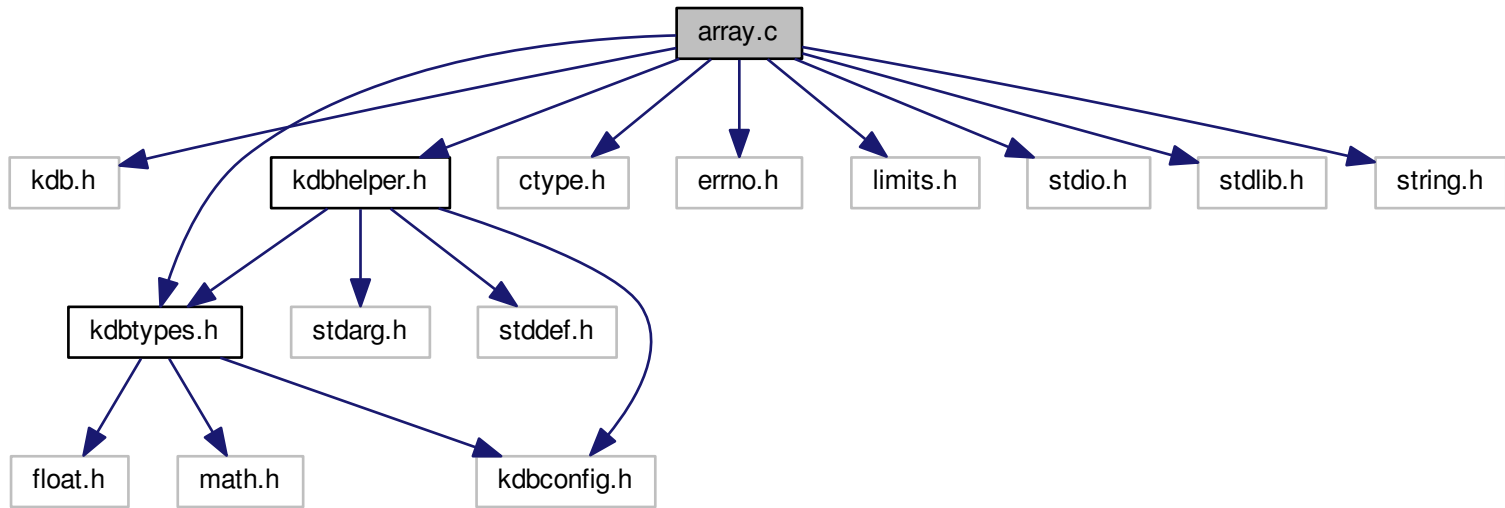 array.c
kdb.h
kdbhelper.h
ctype.h
errno.h
limits.h
stdio.h
stdlib.h
string.h
kdbtypes.h
stdarg.h
stddef.h
float.h
math.h
kdbconfig.h